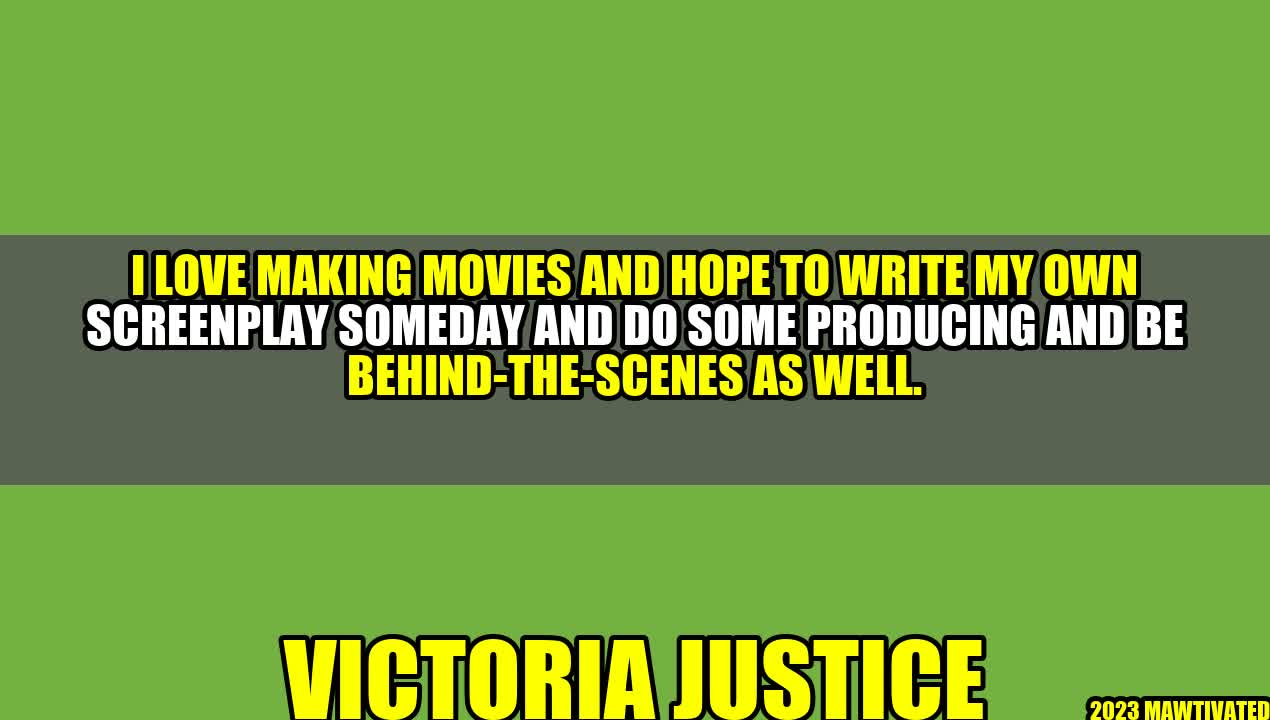 I LOVE MAKING MOVIES AND HOPE TO WRITE MY OWN
SCREENPLAY SOMEDAY AND DO SOME PRODUCING AND BE
BEHIND-THE-SCENES AS WELL.
VICTORIA JUSTICE
2023 MAWTIVATED